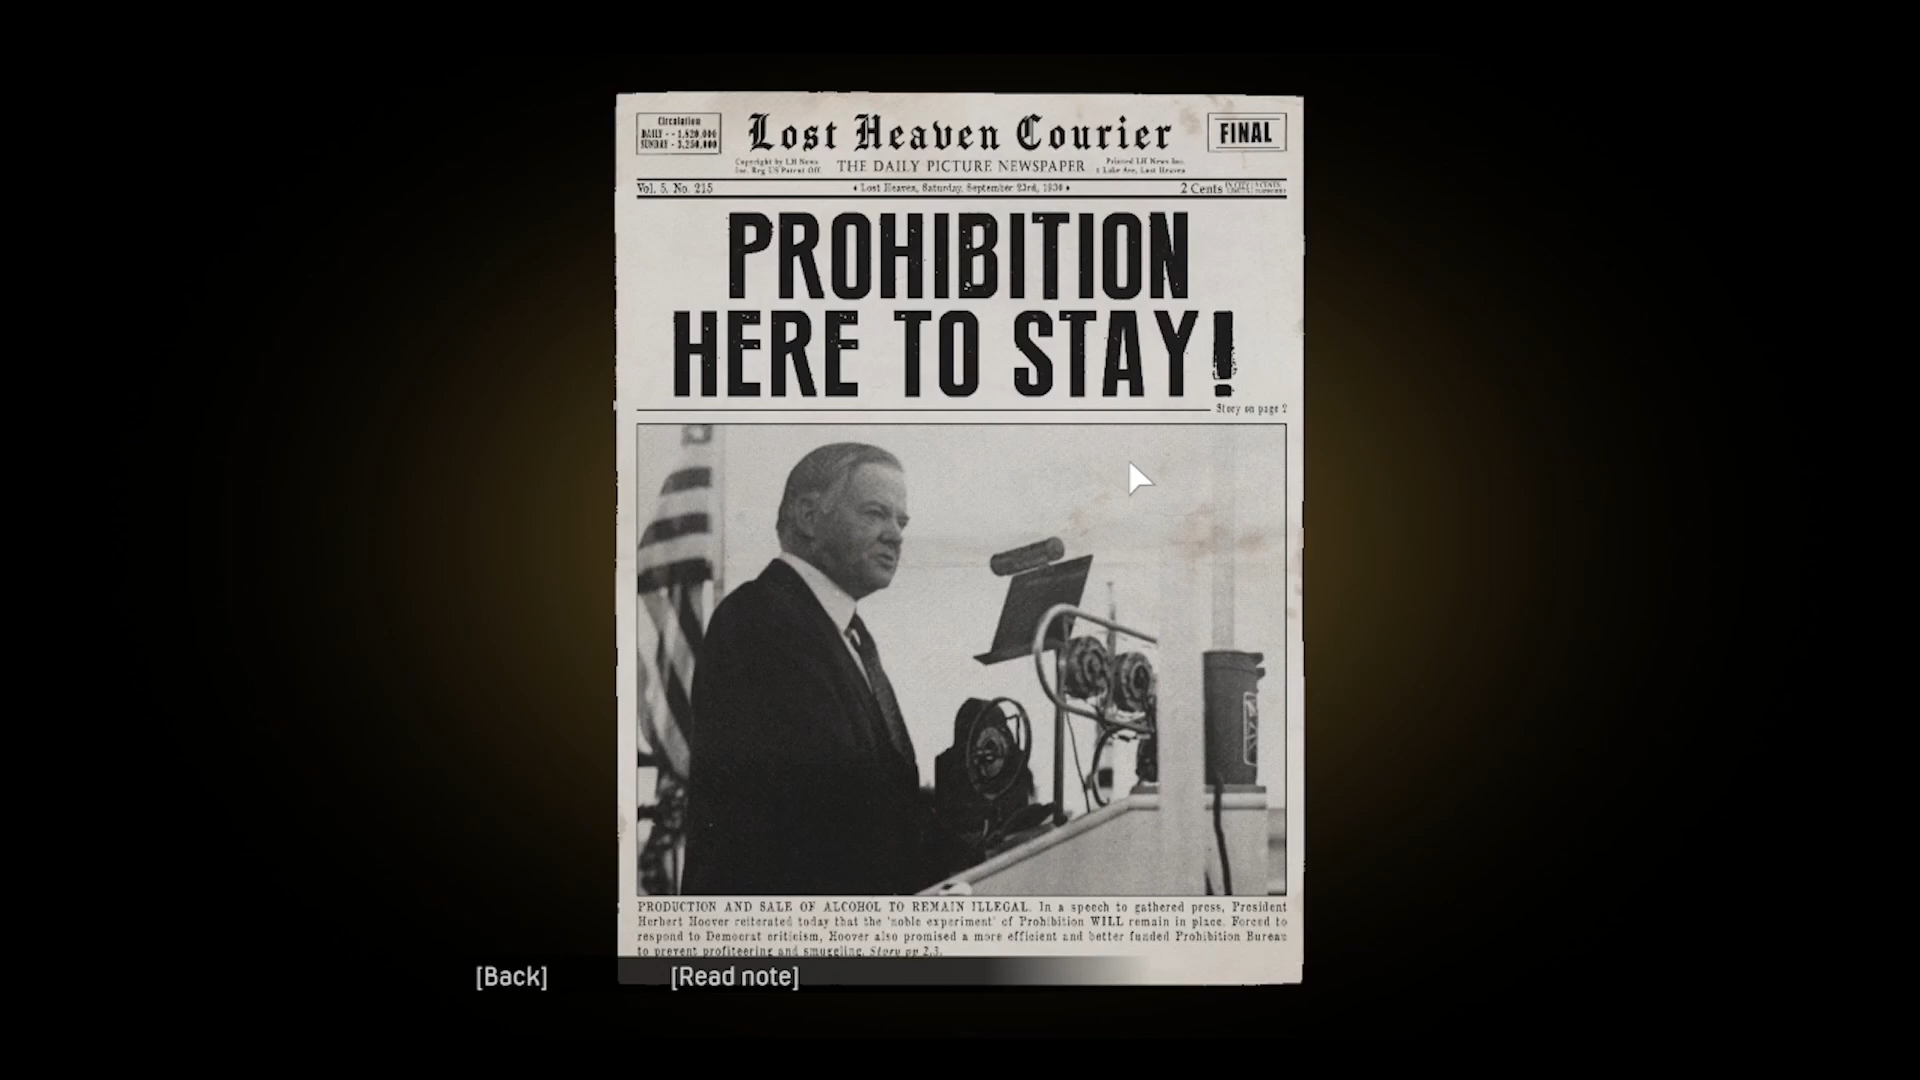 Circulation
DAILY - - 1,820,000
SUNDAY - 3,250,000
Lost Heaven Courier
FINAL
Copyright by LH News
Inc. Reg US Patent Off.
THE DAILY PICTURE NEWSPAPER
Printed LH News Inc.
1 Lake Ave, Lost Heaven
Vol. 5. No. 215
Lost Heaven, Saturday, September 23rd, 1930
2 Cents
IN CITY
PROHIBITION
HERE TO STAY!
Story on page 2
PRODUCTION AND SALE OF ALCOHOL TO REMAIN ILLEGAL. In a speech to gathered press, President
Herbert Hoover reiterated today that the 'noble experiment' of Prohibition WILL remain in place. Forced to
respond to Democrat criticism, Hoover also promised a more efficient and better funded Prohibition Bureau
to prevent profiteering and smuggling. Story pp 2,3.
[Back]
[Read note]